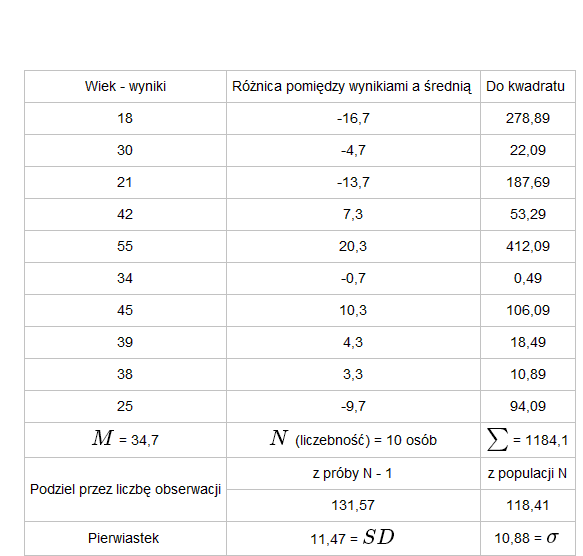 Wiek - wyniki Różnica pomiędzy wynikiami a średnią Do kwadratu
18 -16,7 278,89
30 -4,7 22,09
21 -13,7 187,69
42 7,3 53,29
55 20,3 412,09
34 -0,7 0,49
45 10,3 106,09
39 4,3 18,49
38 3,3 10,89
25 -9,7 94,09
M = 34,7 N (liczebność) = 10 osób ∑ = 1184,1
Podziel przez liczbę obserwacji z próby N - 1 z populacji N
131,57 118,41
Pierwiastek 11,47 = SD 10,88 = σ